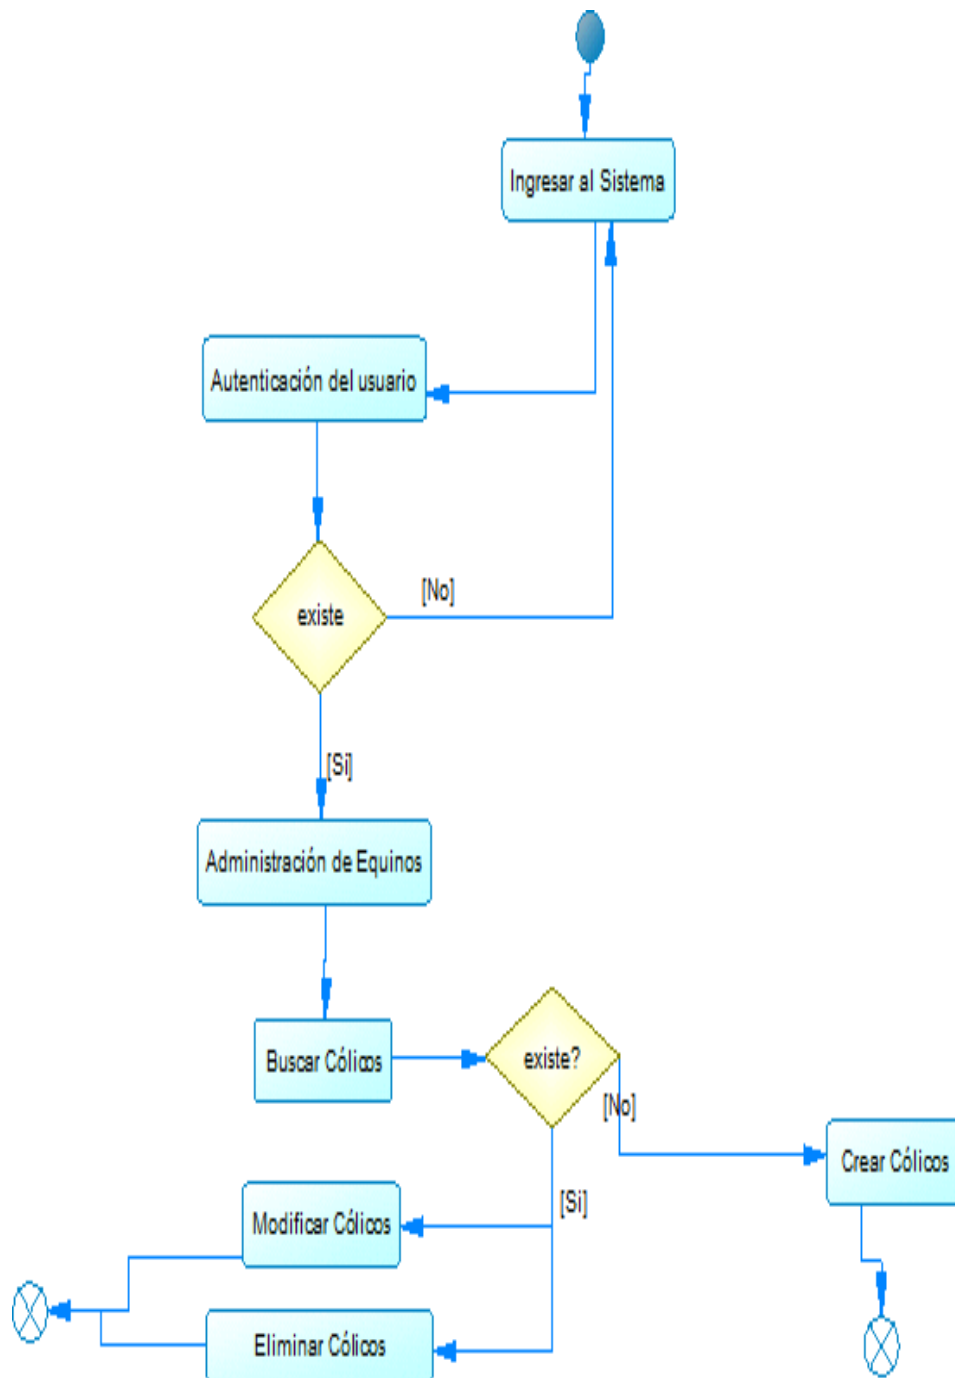 Ingresar al Sistema
Autenticación del usuario
existe
[No]
[Si]
Administración de Equinos
Buscar Cólicos
existe?
[No]
Crear Cólicos
[Si]
Modificar Cólicos
Eliminar Cólicos